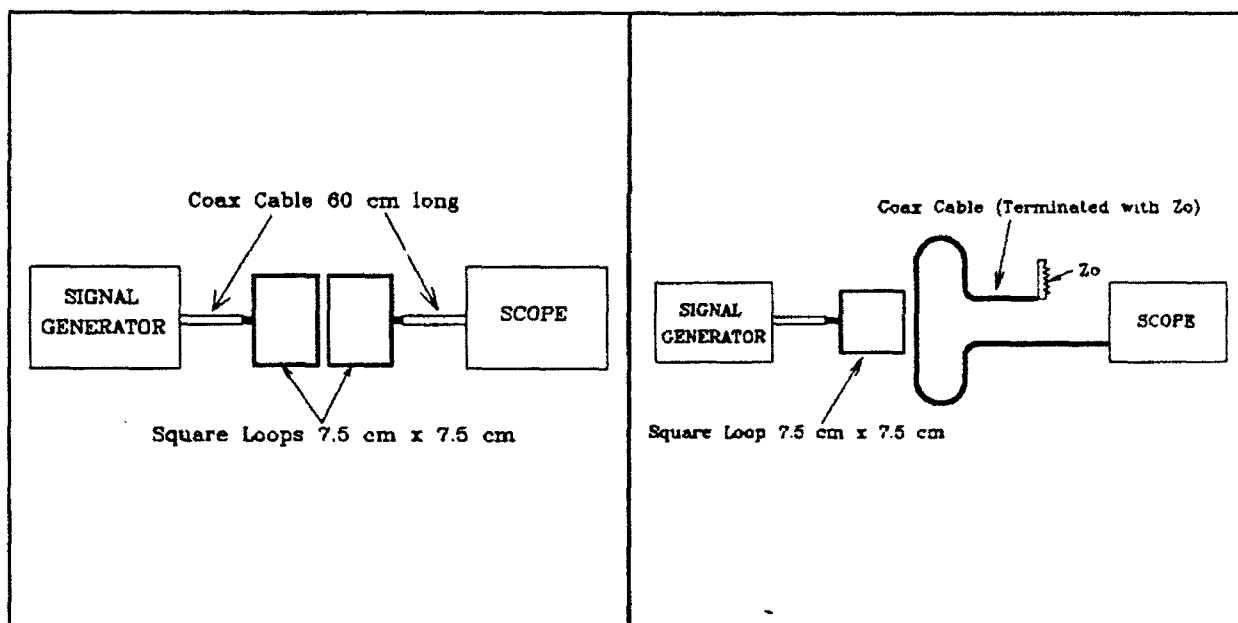 Coax Cable 60 cm long
SIGNAL
GENERATOR
SCOPE
Square Loops 7.5 cm x 7.5 cm
Coax Cable (Terminated with Zo)
Zo
SIGNAL
GENERATOR
SCOPE
Square Loop 7.5 cm x 7.5 cm